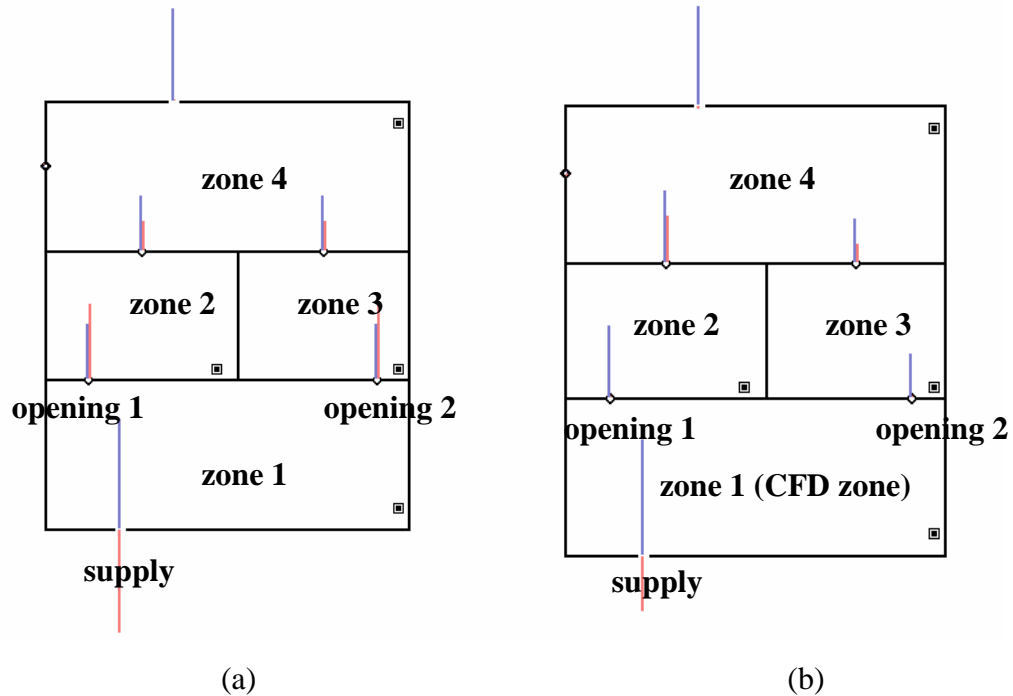 zone 4
zone 2
zone 3
opening 1
opening 2
zone 1
supply
(a)
zone 4
zone 2
zone 3
opening 1
opening 2
zone 1 (CFD zone)
supply
(b)